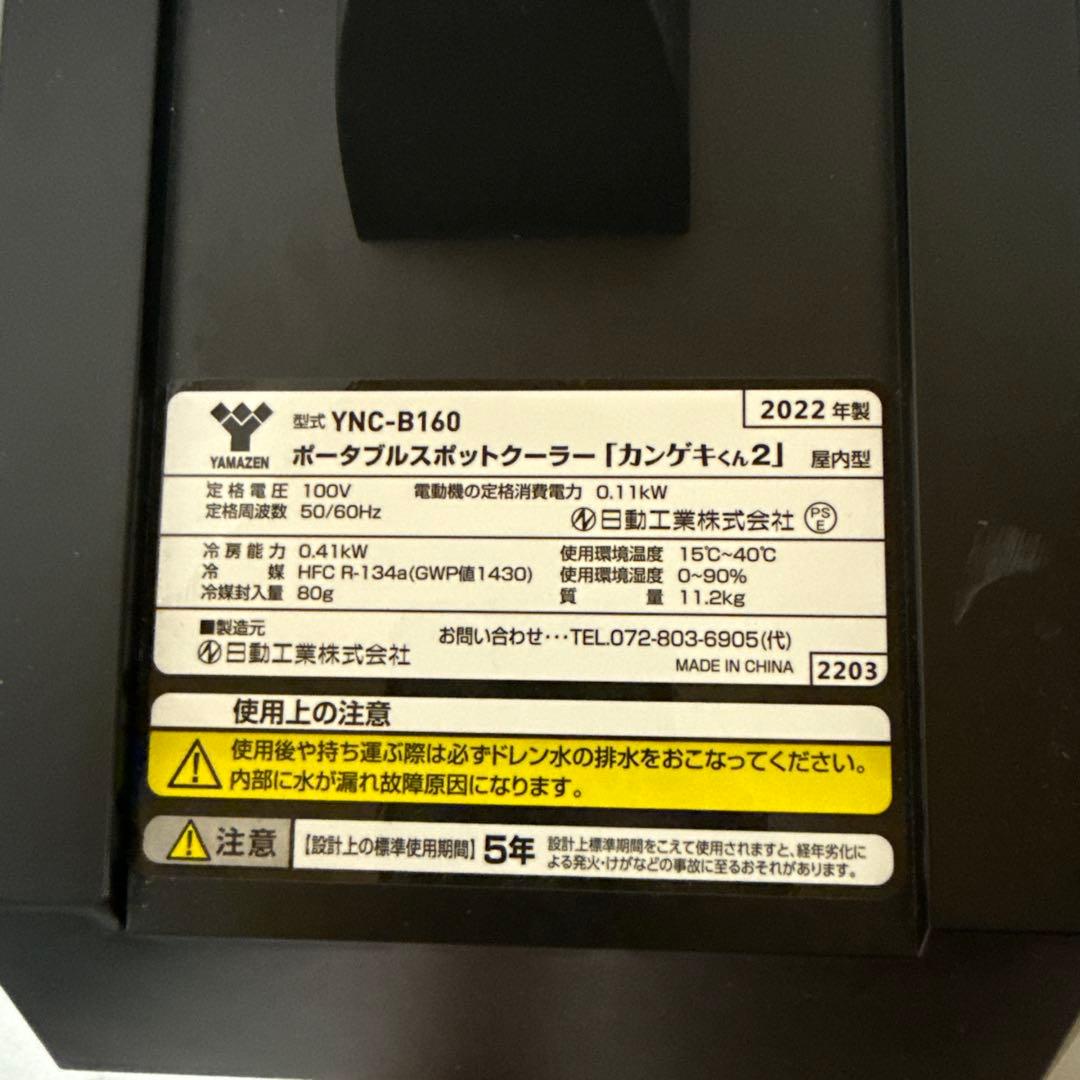 YAMAZEN
型式 YNC-B160
2022 年製
ポータブルスポットクーラー「カンゲキくん2」 屋内型
定格電圧 100V 電動機の定格消費電力 0.11kW
定格周波数 50/60Hz
日動工業株式会社 PSE
冷房能力 0.41kW 使用環境温度 15℃~40℃
冷媒 HFC R-134a(GWP値1430) 使用環境湿度 0~90%
冷媒封入量 80g 質量 11.2kg
■製造元
日動工業株式会社
お問い合わせ···TEL.072-803-6905(代)
MADE IN CHINA 2203
使用上の注意
使用後や持ち運ぶ際は必ずドレン水の排水をおこなってください。
内部に水が漏れ故障原因になります。
注意
【設計上の標準使用期間】 5年
設計上標準期間をこえて使用されますと、経年劣化に
よる発火・けがなどの事故に至るおそれがあります。